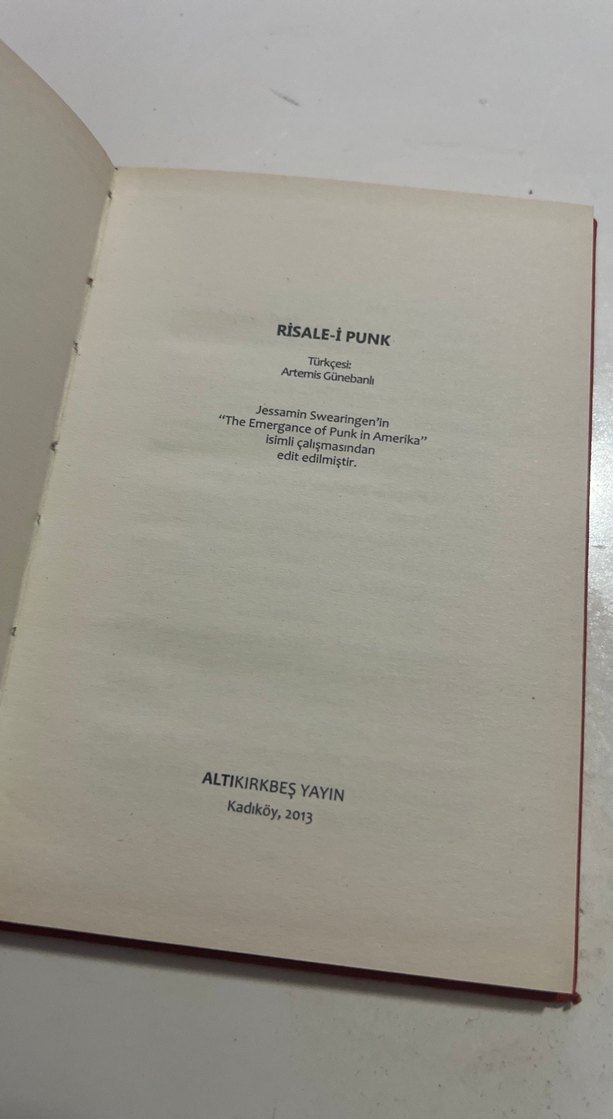 RİSALE-İ PUNK
Türkçesi:
Artemis Günebanlı
Jessamin Swearingen'in
“The Emergance of Punk in Amerika”
isimli çalışmasından
edit edilmiştir.
ALTIKIRKBEŞ YAYIN
Kadıköy, 2013